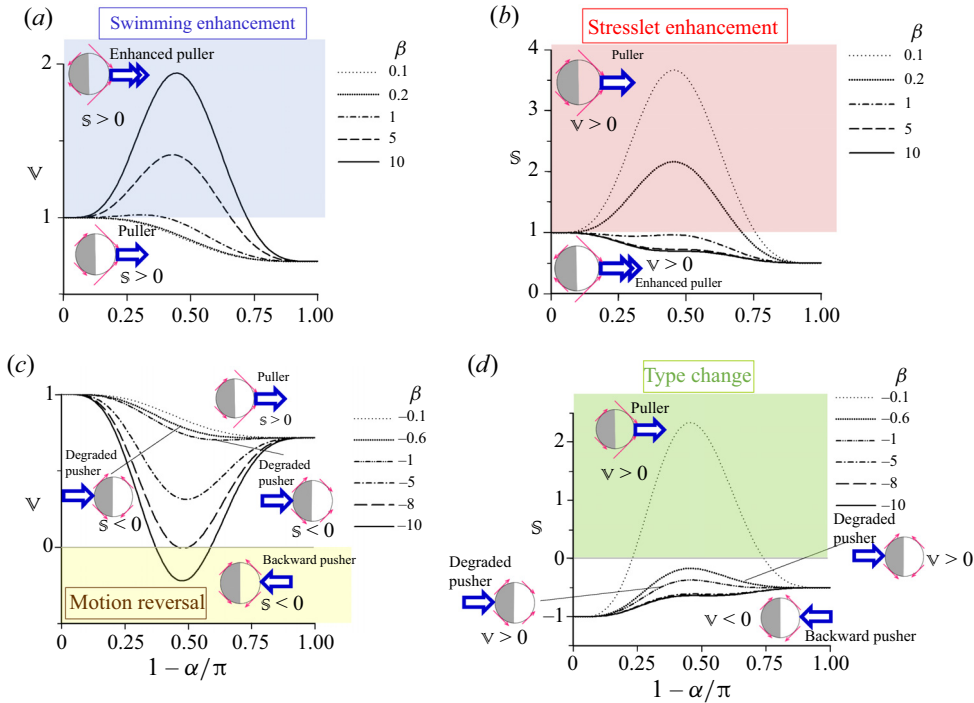 (a)
Swimming enhancement
Enhanced puller
𝕤 > 0
Puller
𝕤 > 0
β
0.1
0.2
1
5
10
2
1
𝕧
0
0.25
0.50
0.75
1.00
(b)
Stresslet enhancement
Puller
𝕧 > 0
𝕧 > 0
Enhanced puller
β
0.1
0.2
1
5
10
4
3
2
1
0
𝕤
0
0.25
0.50
0.75
1.00
(c)
Puller
𝕤 > 0
Degraded
pusher
𝕤 < 0
Degraded
pusher
𝕤 < 0
Backward pusher
𝕤 < 0
Motion reversal
β
–0.1
–0.6
–1
–5
–8
–10
1
0
𝕧
0
0.25
0.50
0.75
1.00
1 – α/π
(d)
Type change
Puller
𝕧 > 0
Degraded
pusher
𝕧 > 0
Degraded
pusher
𝕧 > 0
𝕧 < 0
Backward pusher
β
–0.1
–0.6
–1
–5
–8
–10
2
1
0
–1
𝕤
0
0.25
0.50
0.75
1.00
1 – α/π